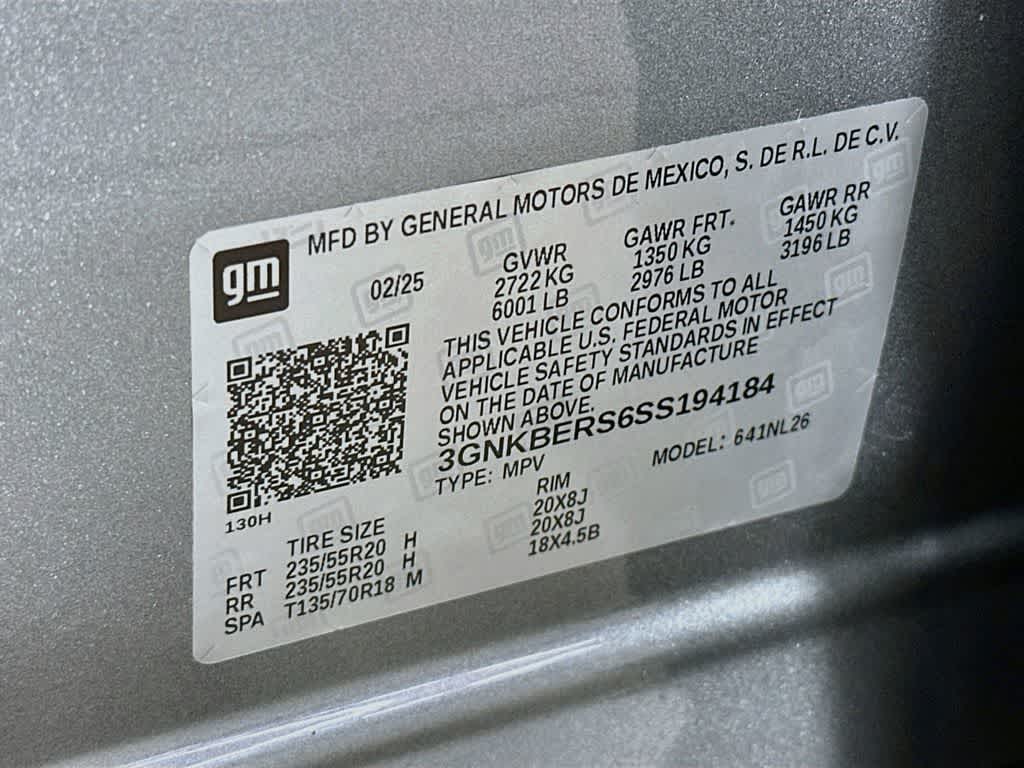 gm
MFD BY GENERAL MOTORS DE MEXICO, S. DE R.L. DE C.V.
02/25
GVWR
2722 KG
6001 LB
GAWR FRT.
1350 KG
2976 LB
GAWR RR
1450 KG
3196 LB
THIS VEHICLE CONFORMS TO ALL
APPLICABLE U.S. FEDERAL MOTOR
VEHICLE SAFETY STANDARDS IN EFFECT
ON THE DATE OF MANUFACTURE
SHOWN ABOVE.
3GNKBERS6SS194184
TYPE: MPV MODEL: 641NL26
130H
TIRE SIZE RIM
FRT 235/55R20 H 20X8J
RR 235/55R20 H 20X8J
SPA T135/70R18 M 18X4.5B